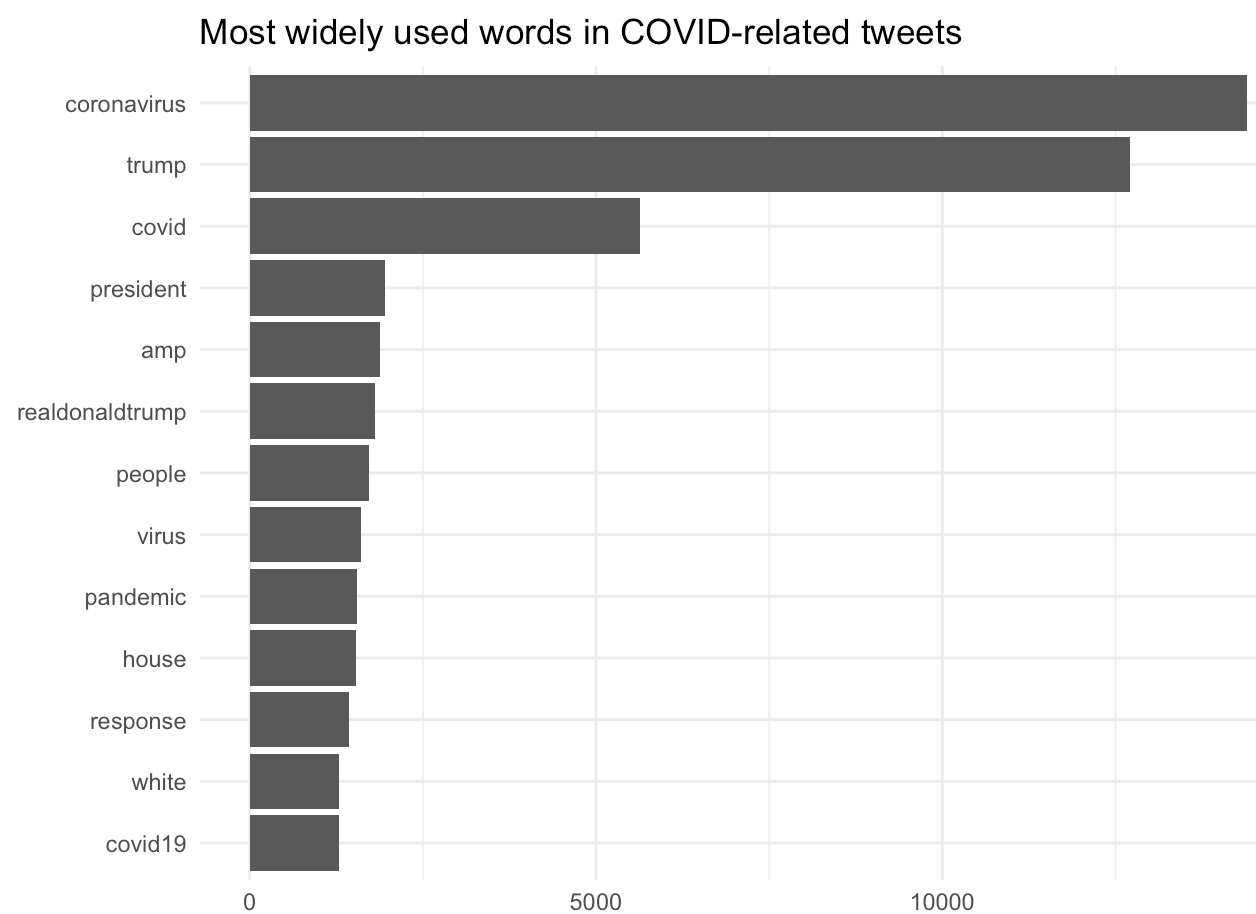 Most widely used words in COVID-related tweets
coronavirus
trump
covid
president
amp
realdonaldtrump
people
virus
pandemic
house
response
white
covid19
0 5000 10000